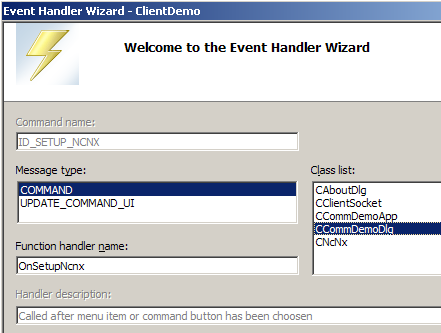 Event Handler Wizard - ClientDemo
Welcome to the Event Handler Wizard
Command name:
ID_SETUP_NCNX
Message type:
COMMAND
UPDATE_COMMAND_UI
Class list:
CAboutDlg
CClientSocket
CCommDemoApp
CCommDemoDlg
CNcNx
Function handler name:
OnSetupNcnx
Handler description:
Called after menu item or command button has been choosen